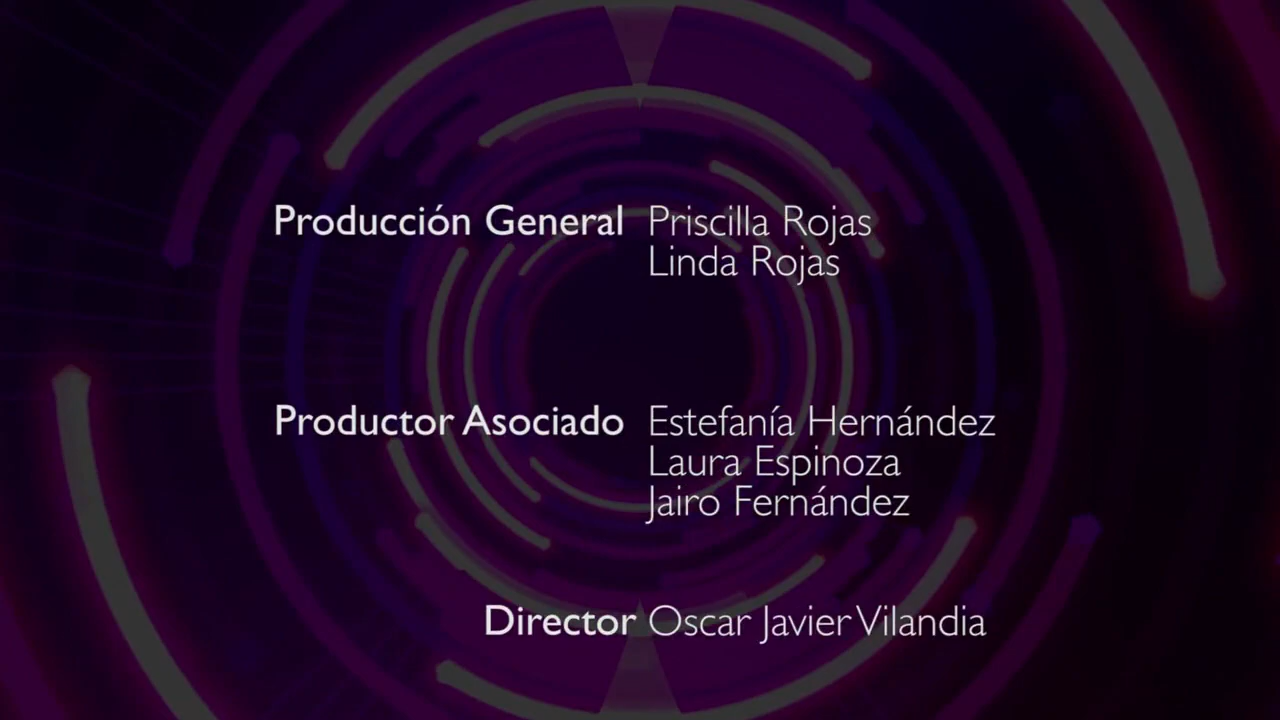 Producción General Priscilla Rojas
Linda Rojas
Productor Asociado Estefanía Hernández
Laura Espinoza
Jairo Fernández
Director Oscar Javier Vilandia